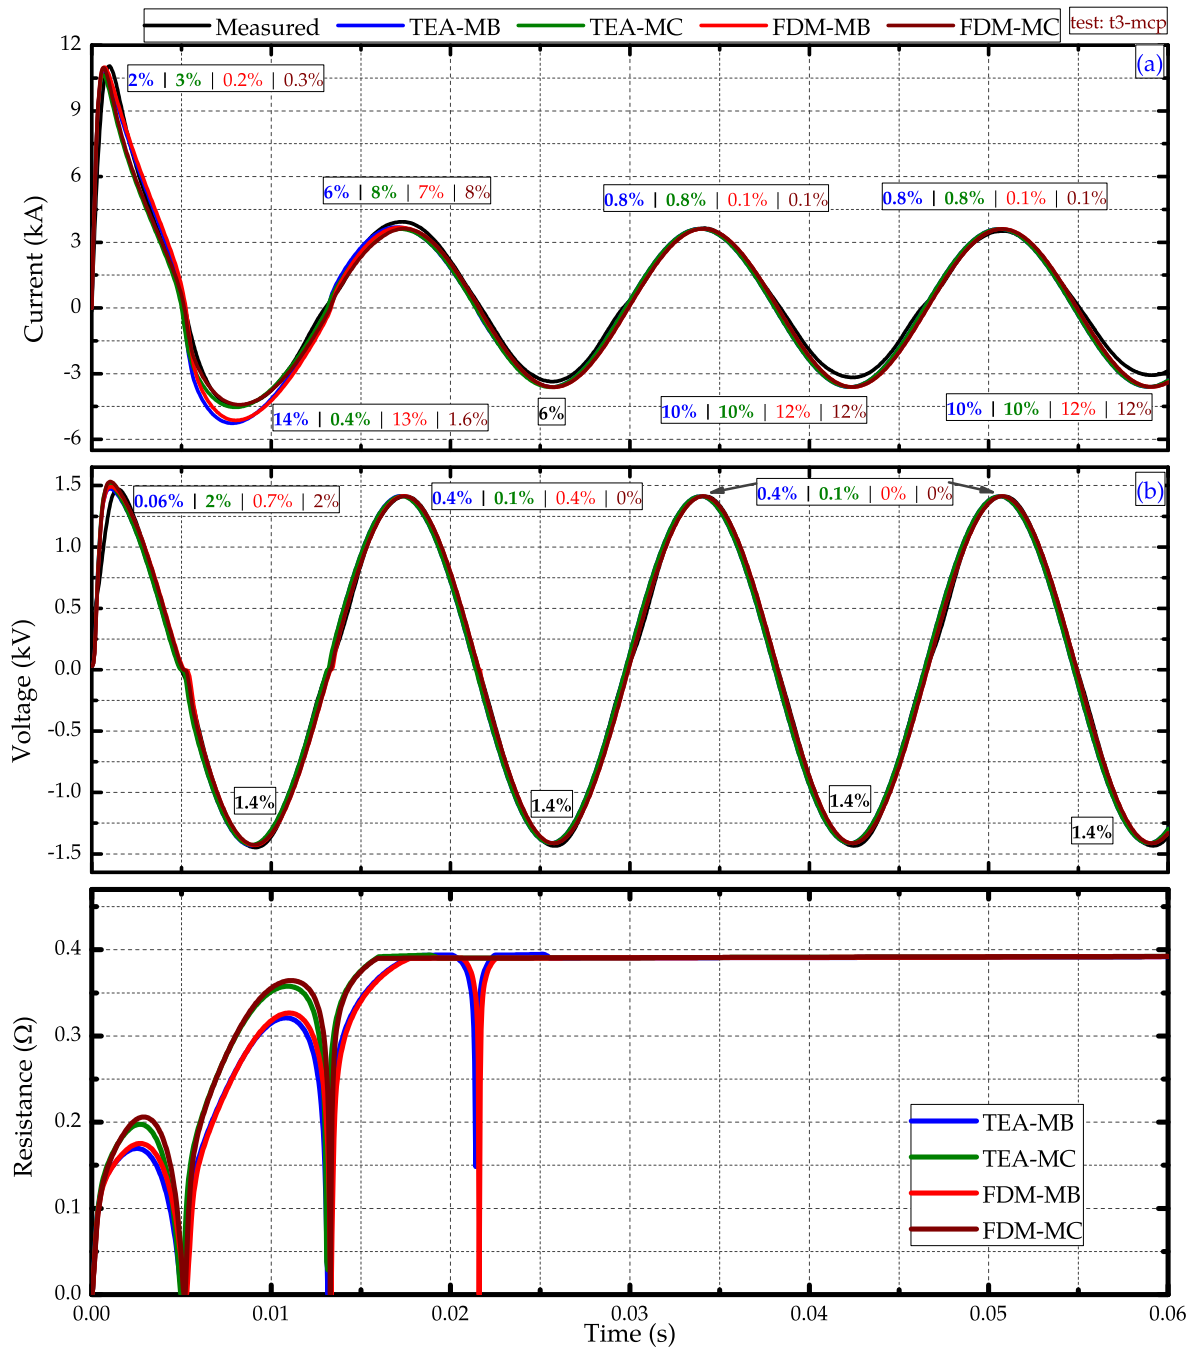 Measured TEA-MB TEA-MC FDM-MB FDM-MC
test: t3-mcp
(a)
12
9
6
3
0
-3
-6
Current (kA)
2% | 3% | 0.2% | 0.3%
6% | 8% | 7% | 8%
0.8% | 0.8% | 0.1% | 0.1%
0.8% | 0.8% | 0.1% | 0.1%
14% | 0.4% | 13% | 1.6%
6%
10% | 10% | 12% | 12%
10% | 10% | 12% | 12%
(b)
1.5
1.0
0.5
0.0
-0.5
-1.0
-1.5
Voltage (kV)
0.06% | 2% | 0.7% | 2%
0.4% | 0.1% | 0.4% | 0%
0.4% | 0.1% | 0% | 0%
1.4%
1.4%
1.4%
1.4%
0.4
0.3
0.2
0.1
0.0
Resistance (Ω)
TEA-MB
TEA-MC
FDM-MB
FDM-MC
0.00 0.01 0.02 0.03 0.04 0.05 0.06
Time (s)